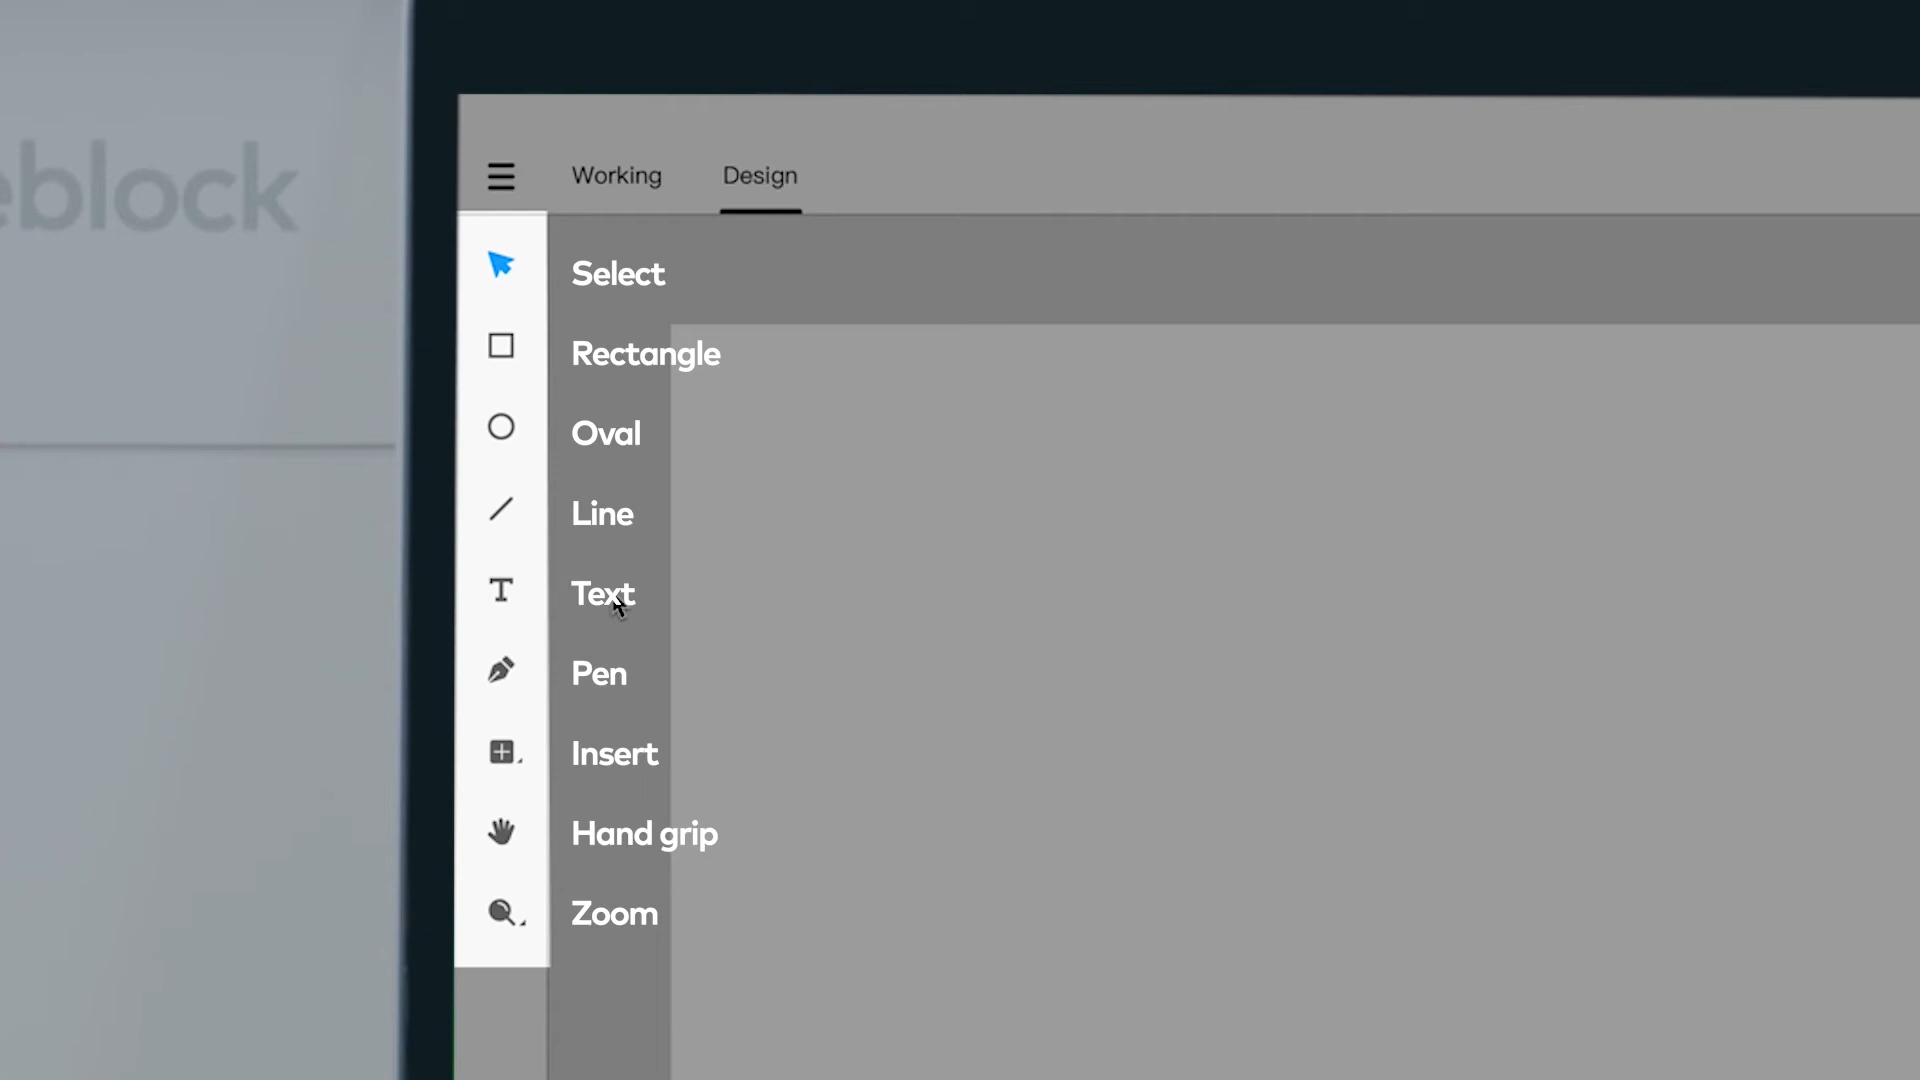 eblock
Working Design
Select
Rectangle
Oval
Line
Text
Pen
Insert
Hand grip
Zoom